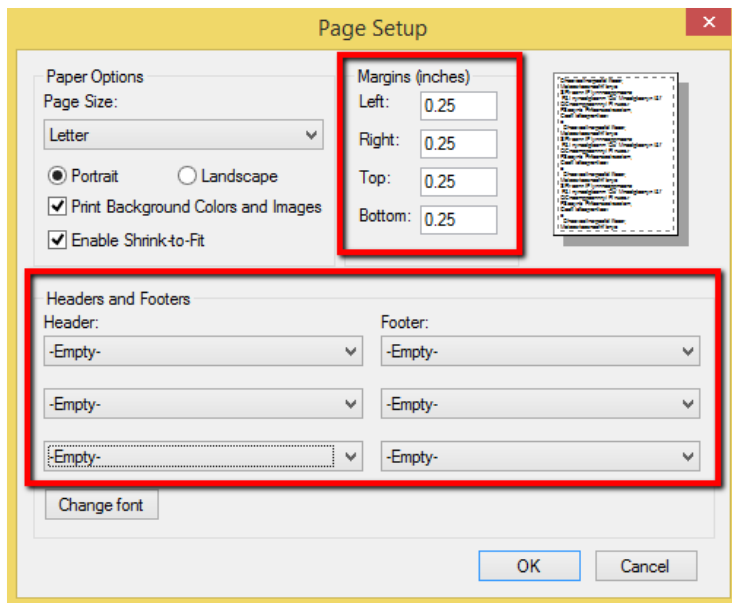 Page Setup
Paper Options
Page Size:
Letter
Portrait
Landscape
Print Background Colors and Images
Enable Shrink-to-Fit
Margins (inches)
Left: 0.25
Right: 0.25
Top: 0.25
Bottom: 0.25
Headers and Footers
Header: Footer:
-Empty- -Empty-
-Empty- -Empty-
-Empty- -Empty-
Change font
OK Cancel